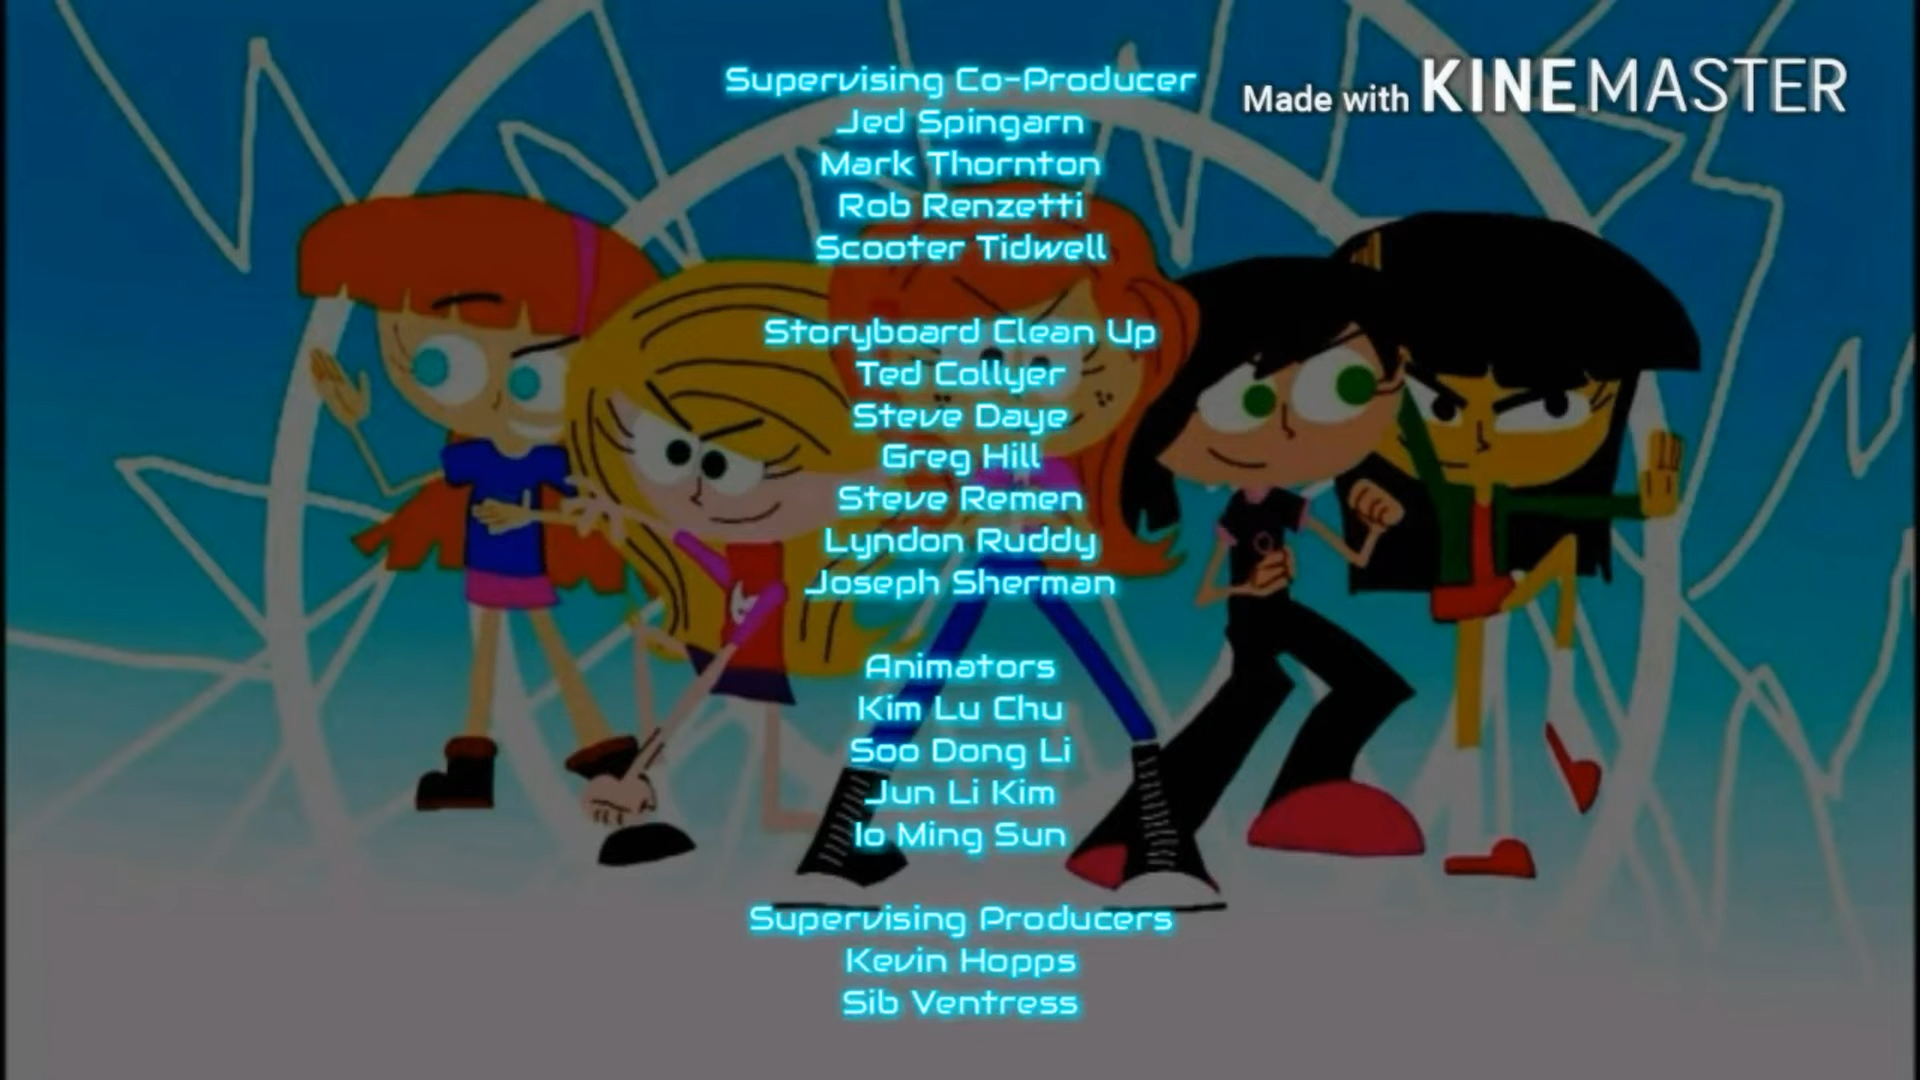 Supervising Co-Producer
Made with KINEMASTER
Jed Spingarn
Mark Thornton
Rob Renzetti
Scooter Tidwell
Storyboard Clean Up
Ted Collyer
Steve Daye
Greg Hill
Steve Remen
Lyndon Ruddy
Joseph Sherman
Animators
Kim Lu Chu
Soo Dong Li
Jun Li Kim
Io Ming Sun
Supervising Producers
Kevin Hopps
Sib Ventress